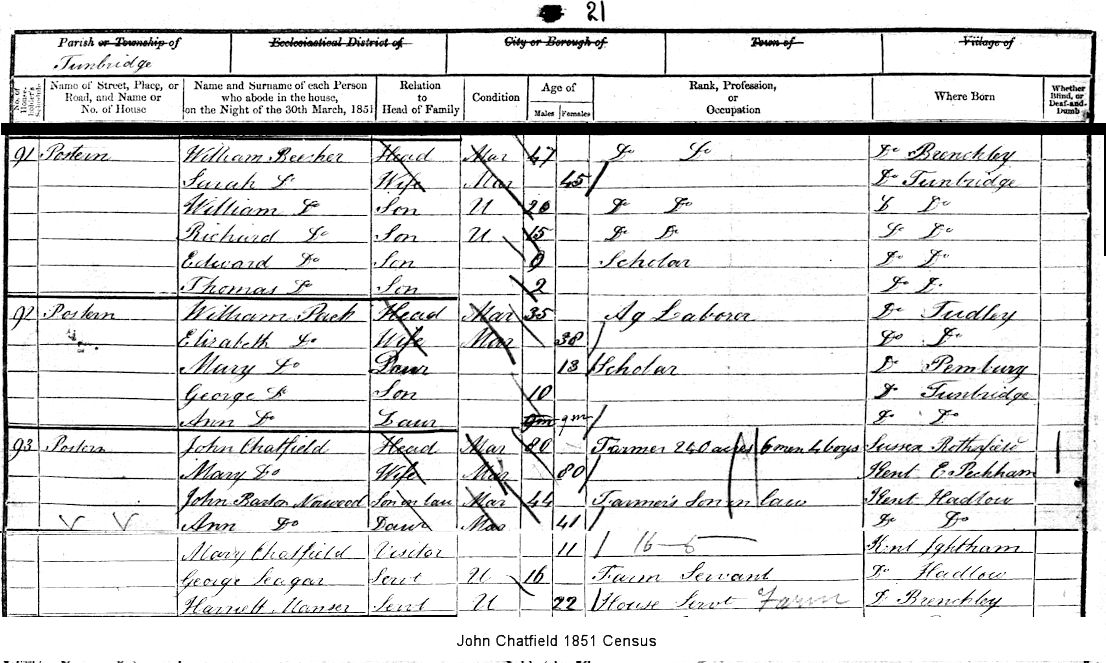 21
Parish or Township of Ecclesiastical District of City or Borough of Town of Village of
Tunbridge
No. of House-holder's Schedule Name of Street, Place, or Road, and Name or No. of House Name and Surname of each Person who abode in the house, on the Night of the 30th March, 1851 Relation to Head of Family Condition Age of Males Females Rank, Profession, or Occupation Where Born Whether Blind, or Deaf-and-Dumb
91 Postern William Beecher Head Mar 47 Do Do Do Brenchley
Sarah Do Wife Mar 45 Do Tunbridge
William Do Son U 20 Do Do Do Do
Richard Do Son U 15 Do Do Do Do
Edward Do Son Scholar Do Do
Thomas Do Son 2 Do Do
92 Postern William Pack Head Mar 35 Ag Laborer Do Tudley
Elizabeth Do Wife Mar 38 Do Do
Mary Do Daur 13 Scholar Do Pembury
George Do Son 10 Do Tunbridge
Ann Do Daur 9m 9m Do Do
93 Postern John Chatfield Head Mar 80 Farmer 240 acres 6 men 4 boys Sussex Rotherfield
Mary Do Wife Mar 80 Kent E. Peckham
John Barton Norwood Son in law Mar 44 Farmer's Son in law Kent Hadlow
Ann Do Daur Mar 41 Do Do
Mary Chatfield Visitor 11 Kent Ightham
George Seagar Servt U 16 Farm Servant Do Hadlow
Harriett Manser Servt U 22 House Servt Farm Do Brenchley
John Chatfield 1851 Census